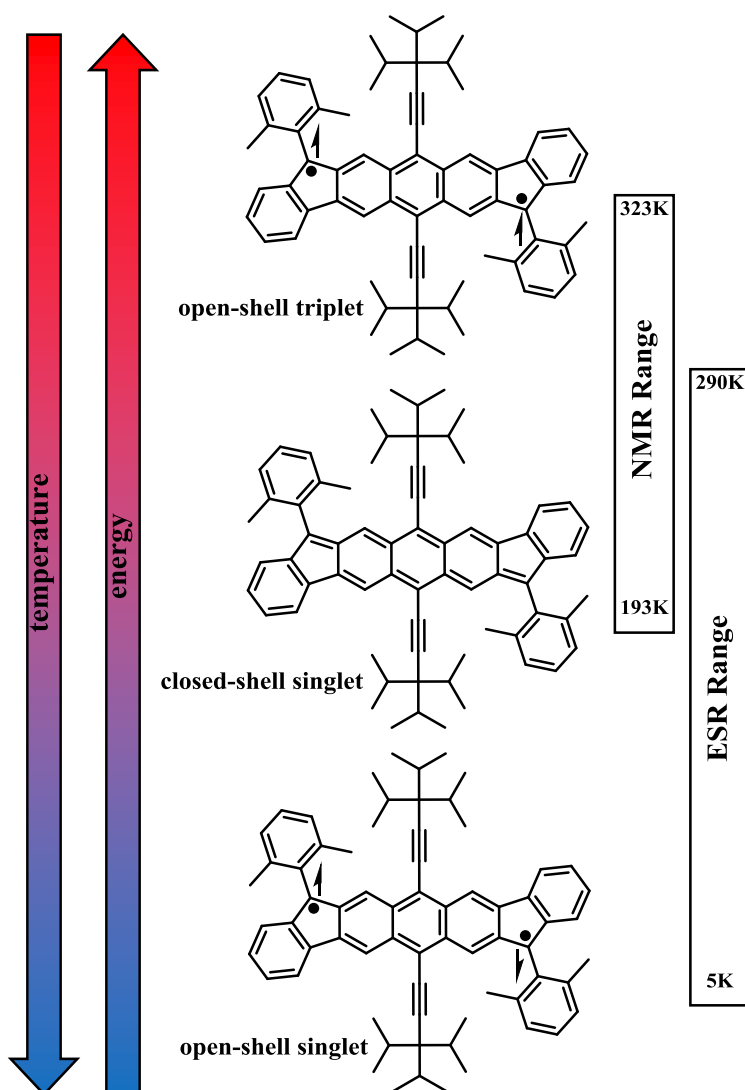 temperature
energy
open-shell triplet
closed-shell singlet
open-shell singlet
323K
NMR Range
193K
290K
ESR Range
5K